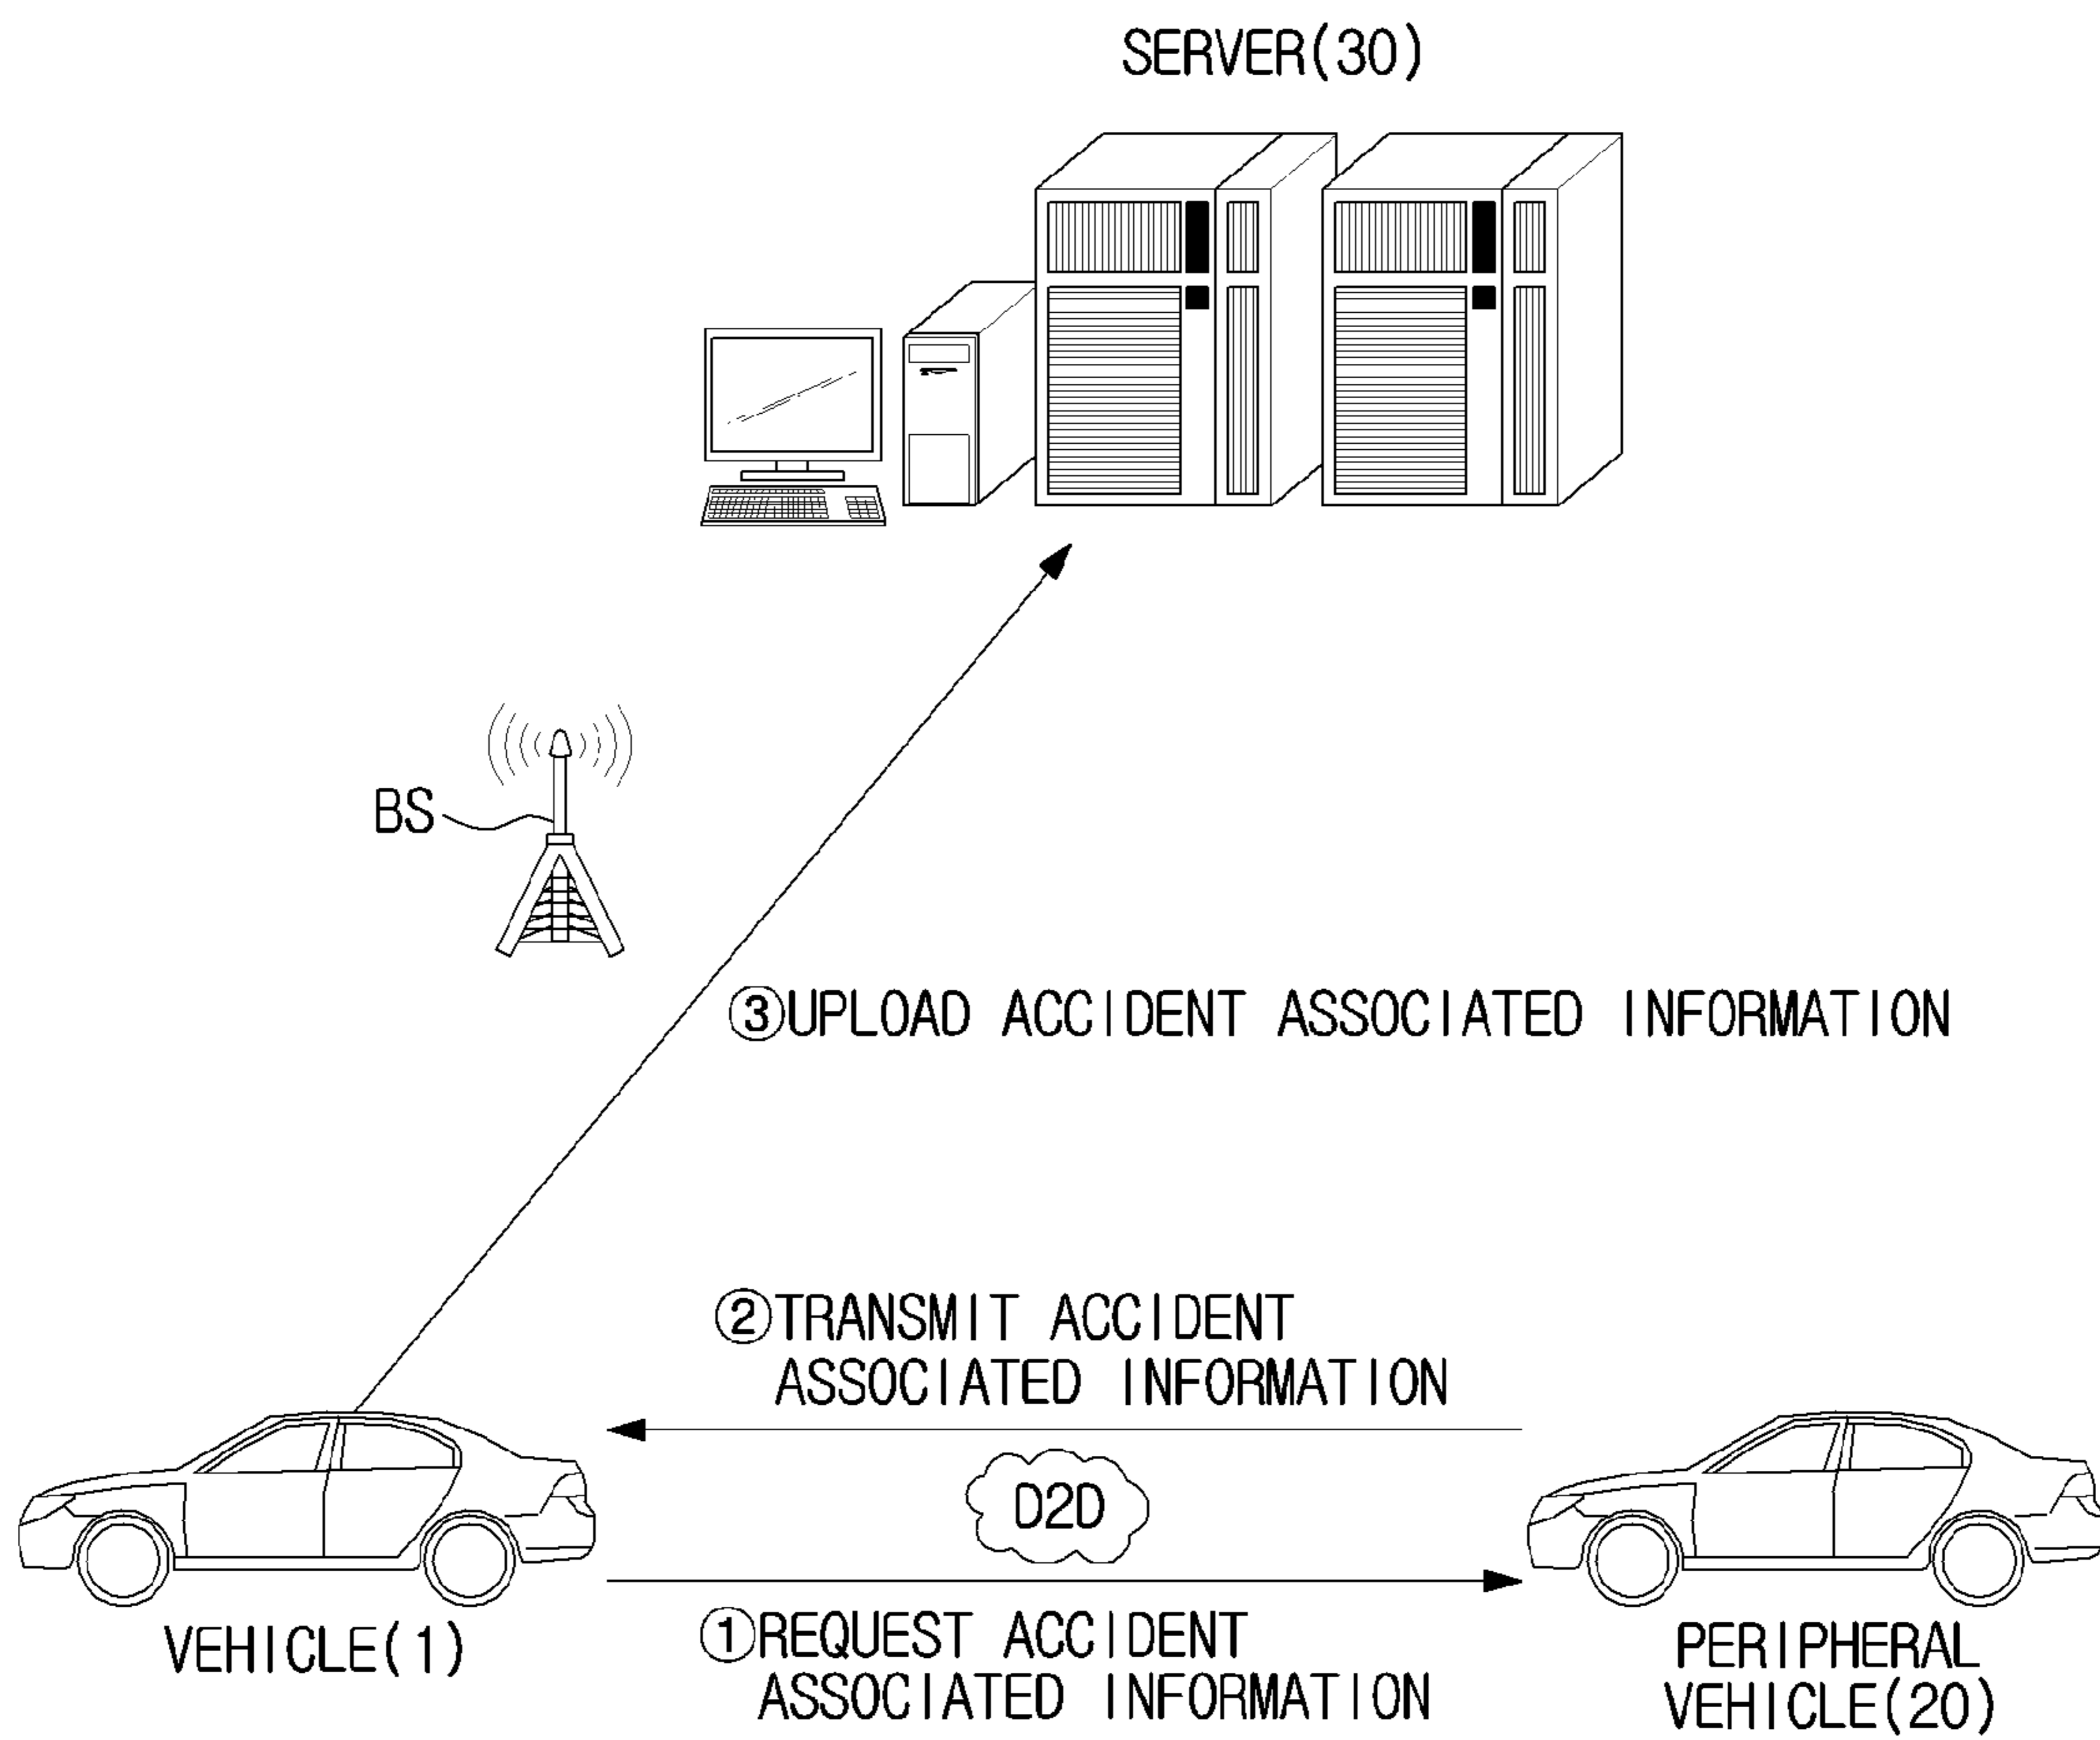 SERVER(30)
BS
③UPLOAD ACCIDENT ASSOCIATED INFORMATION
②TRANSMIT ACCIDENT
ASSOCIATED INFORMATION
D2D
①REQUEST ACCIDENT
ASSOCIATED INFORMATION
VEHICLE(1)
PERIPHERAL
VEHICLE(20)